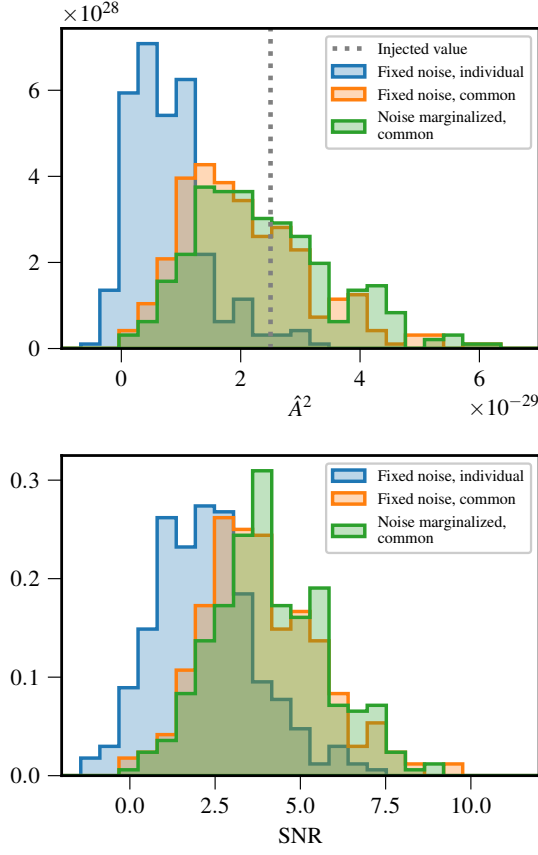 ×10^28
6
4
2
0
Injected value
Fixed noise, individual
Fixed noise, common
Noise marginalized,
common
0 2 4 6
Â² ×10^−29
0.3
0.2
0.1
0.0
Fixed noise, individual
Fixed noise, common
Noise marginalized,
common
0.0 2.5 5.0 7.5 10.0
SNR